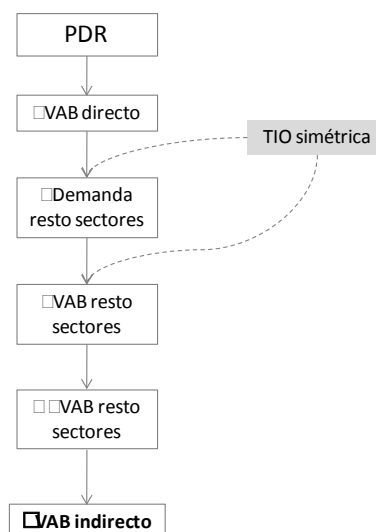 PDR
□VAB directo
TIO simétrica
□Demanda
resto sectores
□VAB resto
sectores
□ □VAB resto
sectores
□VAB indirecto